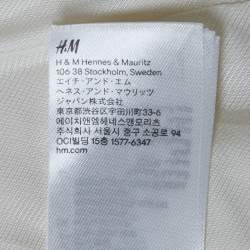 H&M
H & M Hennes & Mauritz
106 38 Stockholm, Sweden
エイチ・アンド・エム
ヘネス・アンド・マウリッツ
ジャパン株式会社
東京都渋谷区宇田川町33-6
에이치앤엠헤네스앤모리츠
주식회사 서울시 중구 소공로 94
OCI빌딩 15층 1577-6347
hm.com